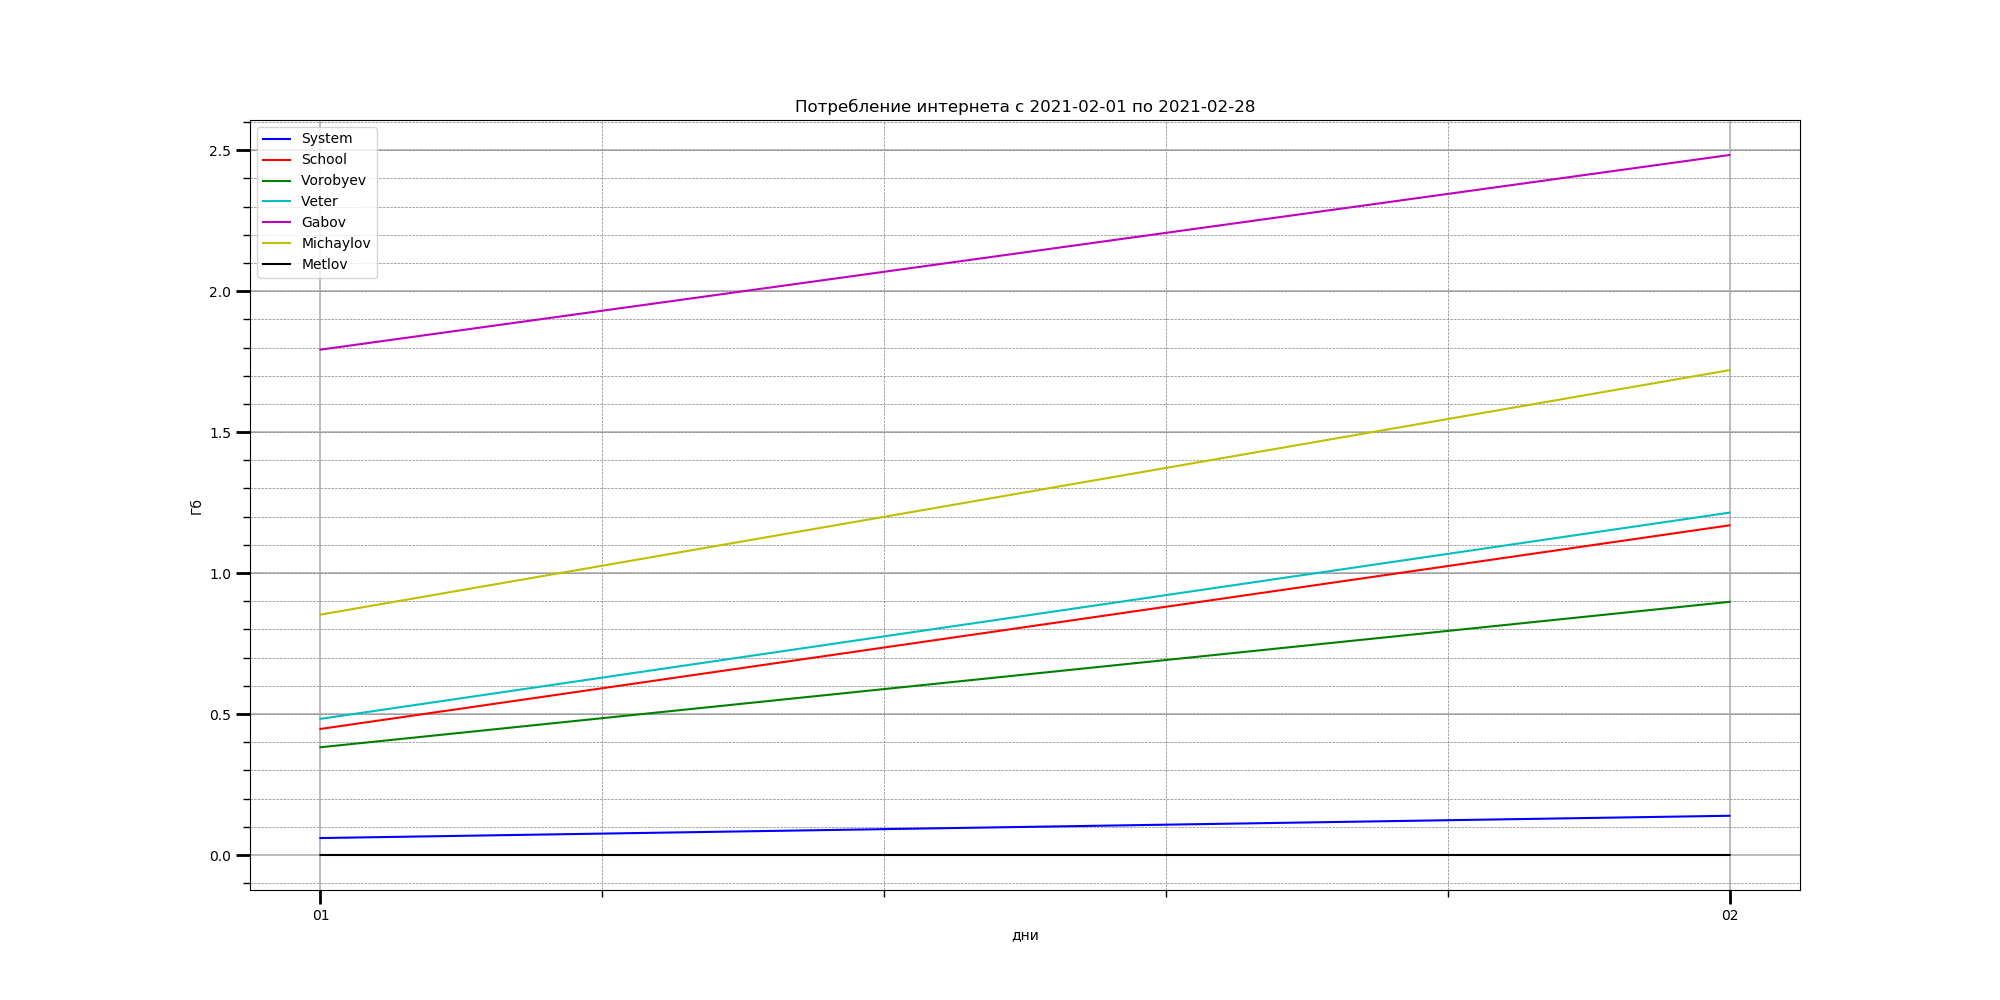 Потребление интернета с 2021-02-01 по 2021-02-28
System
School
Vorobyev
Veter
Gabov
Michaylov
Metlov
2.5
2.0
1.5
1.0
0.5
0.0
Гб
01
02
дни